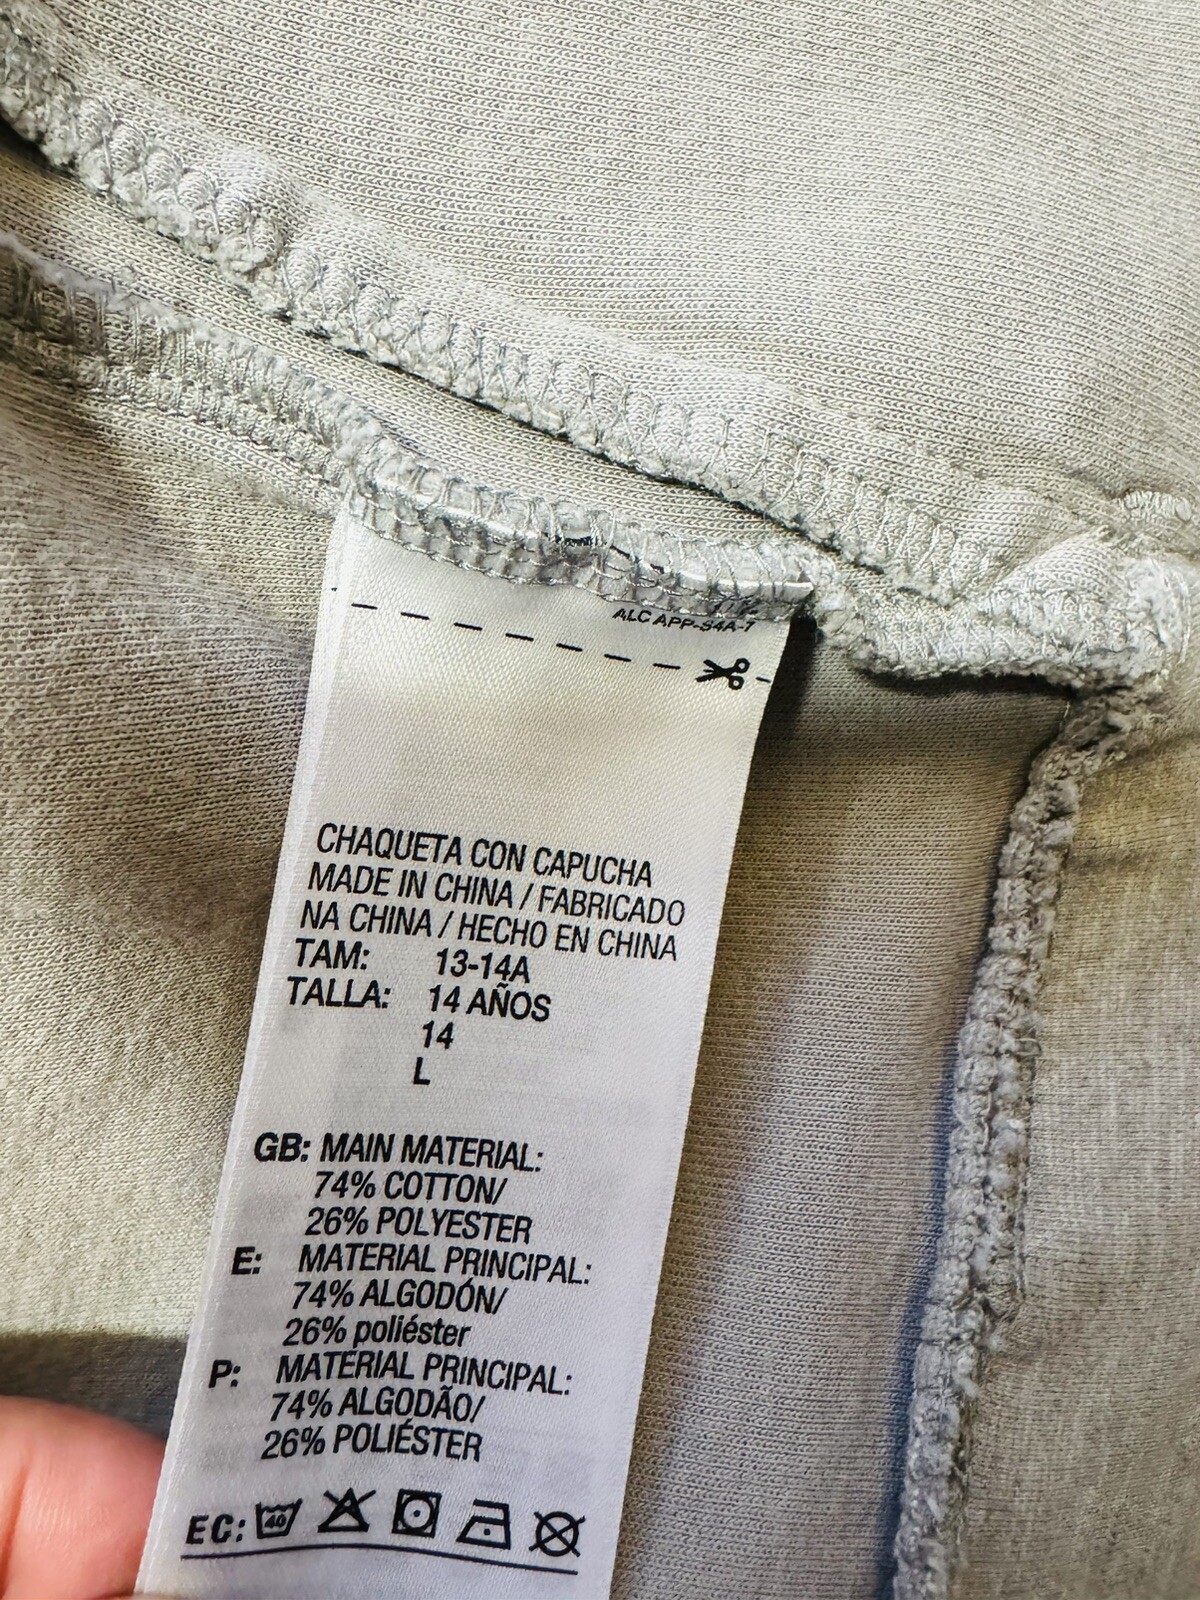 ALC APP-S4A-7
CHAQUETA CON CAPUCHA
MADE IN CHINA / FABRICADO
NA CHINA / HECHO EN CHINA
TAM: 13-14A
TALLA: 14 AÑOS
14
L
GB: MAIN MATERIAL:
74% COTTON/
26% POLYESTER
E: MATERIAL PRINCIPAL:
74% ALGODÓN/
26% poliéster
P: MATERIAL PRINCIPAL:
74% ALGODÃO/
26% POLIÉSTER
EC: 40